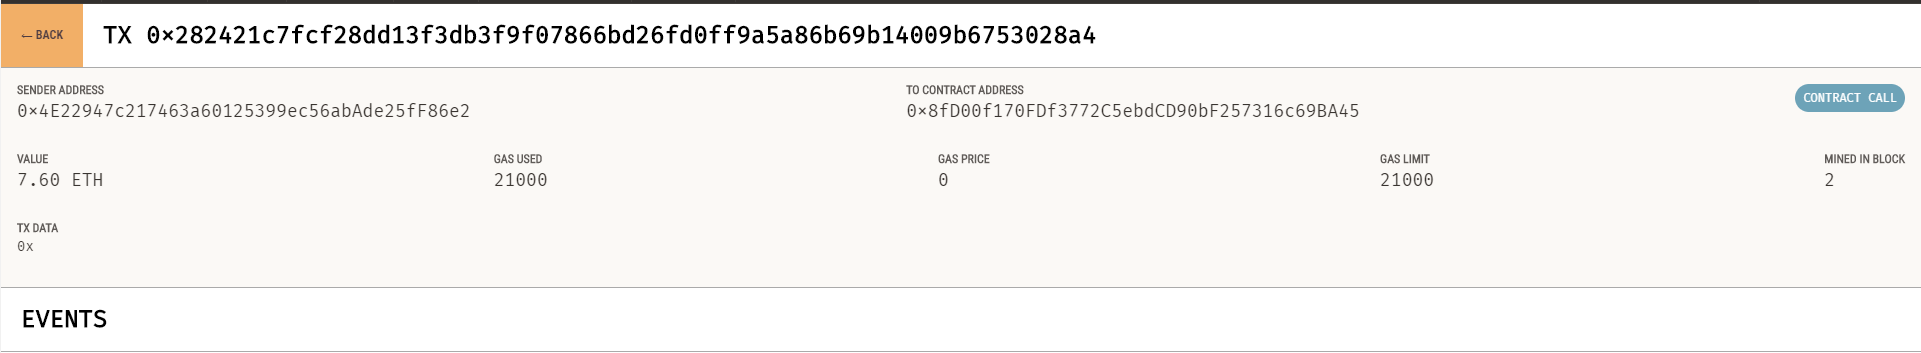 ← BACK
TX 0×282421c7fcf28dd13f3db3f9f07866bd26fd0ff9a5a86b69b14009b6753028a4
SENDER ADDRESS
0×4E22947c217463a60125399ec56abAde25fF86e2
TO CONTRACT ADDRESS
0×8fD00f170FDf3772C5ebdCD90bF257316c69BA45
CONTRACT CALL
VALUE
7.60 ETH
GAS USED
21000
GAS PRICE
0
GAS LIMIT
21000
MINED IN BLOCK
2
TX DATA
0x
EVENTS